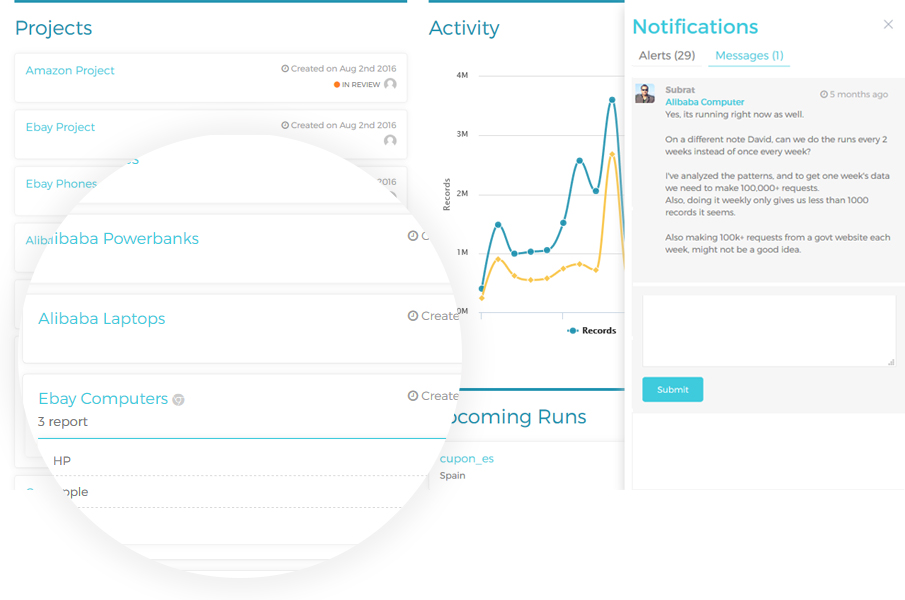 Projects
Amazon Project
Created on Aug 2nd 2016
IN REVIEW
Ebay Project
Created on Aug 2nd 2016
Ebay Phones
2016
Alibaba Powerbanks
Alibaba Laptops
Create
Ebay Computers
Create
3 report
HP
Activity
4M
3M
2M
1M
0M
Records
Records
Upcoming Runs
cupon_es
Spain
Notifications
Alerts (29)
Messages (1)
Subrat
5 months ago
Alibaba Computer
Yes, its running right now as well.
On a different note David, can we do the runs every 2
weeks instead of once every week?
I've analyzed the patterns, and to get one week's data
we need to make 100,000+ requests.
Also, doing it weekly only gives us less than 1000
records it seems.
Also making 100k+ requests from a govt website each
week, might not be a good idea.
Submit